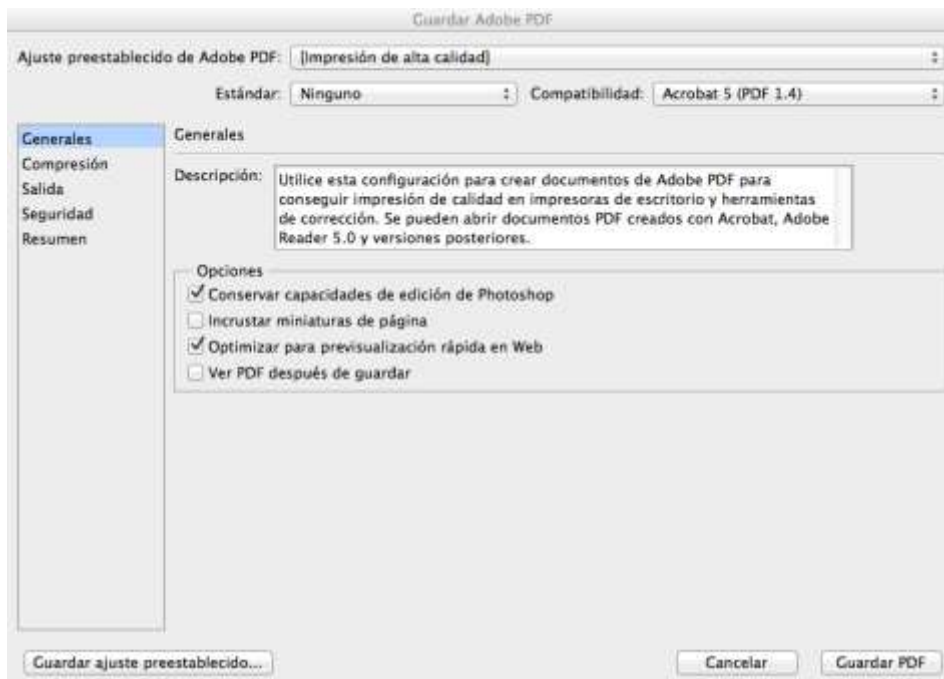 Guardar Adobe PDF
Ajuste preestablecido de Adobe PDF: [Impresión de alta calidad]
Estándar: Ninguno Compatibilidad: Acrobat 5 (PDF 1.4)
Generales
Compresión
Salida
Seguridad
Resumen
Generales
Descripción: Utilice esta configuración para crear documentos de Adobe PDF para
conseguir impresión de calidad en impresoras de escritorio y herramientas
de corrección. Se pueden abrir documentos PDF creados con Acrobat, Adobe
Reader 5.0 y versiones posteriores.
Opciones
Conservar capacidades de edición de Photoshop
Incrustar miniaturas de página
Optimizar para previsualización rápida en Web
Ver PDF después de guardar
Guardar ajuste preestablecido... Cancelar Guardar PDF